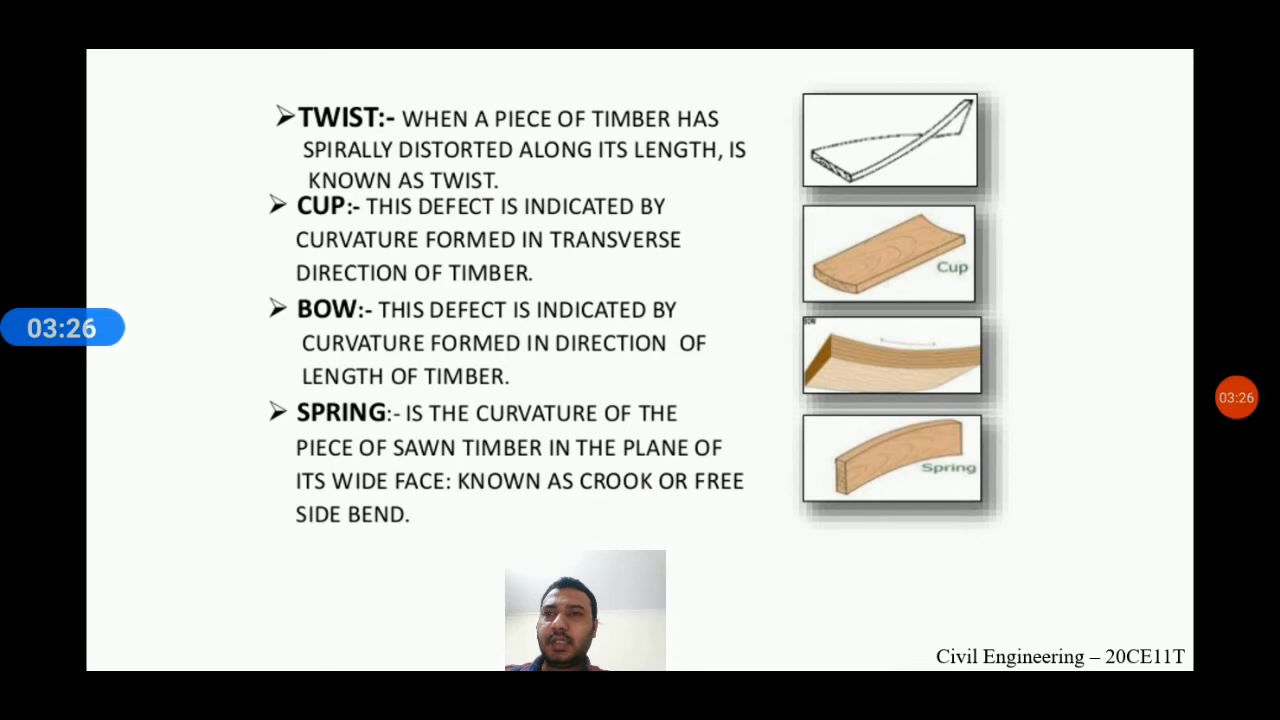 ➢TWIST:- WHEN A PIECE OF TIMBER HAS
SPIRALLY DISTORTED ALONG ITS LENGTH, IS
KNOWN AS TWIST.
➢ CUP:- THIS DEFECT IS INDICATED BY
CURVATURE FORMED IN TRANSVERSE
DIRECTION OF TIMBER.
➢ BOW:- THIS DEFECT IS INDICATED BY
CURVATURE FORMED IN DIRECTION OF
LENGTH OF TIMBER.
➢ SPRING:- IS THE CURVATURE OF THE
PIECE OF SAWN TIMBER IN THE PLANE OF
ITS WIDE FACE: KNOWN AS CROOK OR FREE
SIDE BEND.
Cup
BOW
Spring
03:26
03:26
Civil Engineering – 20CE11T